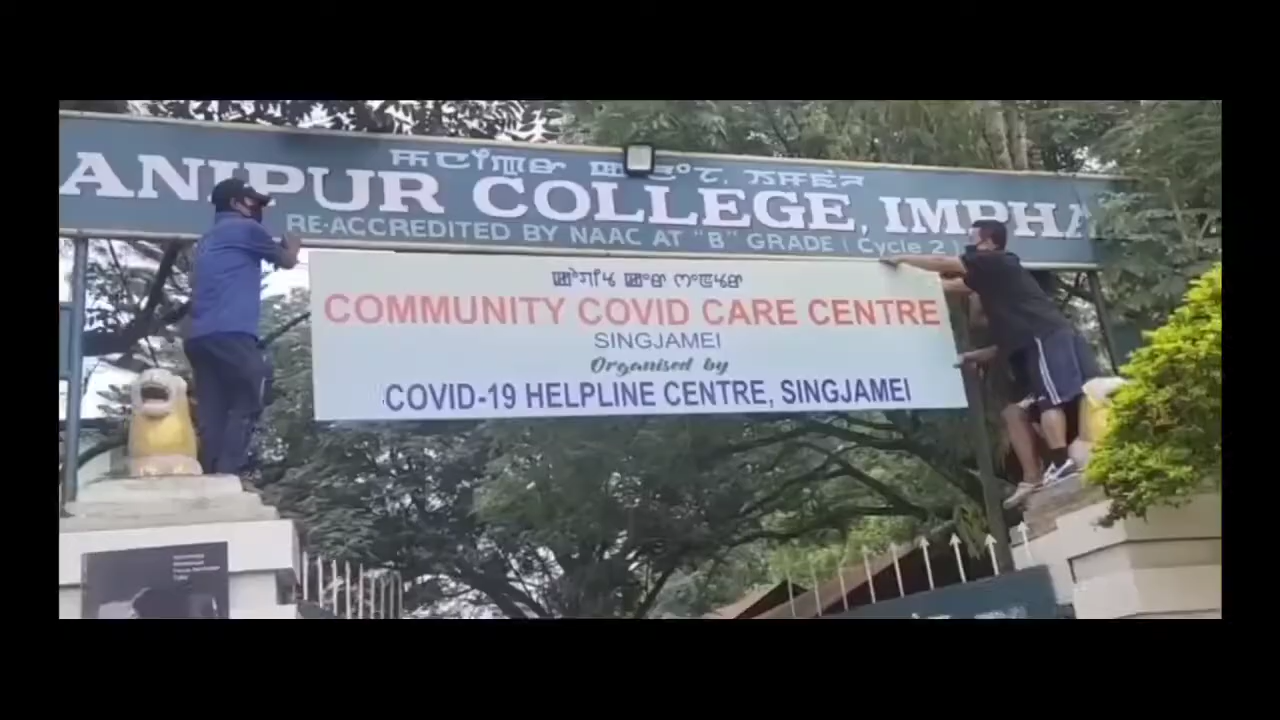 ANIPUR COLLEGE, IMPHA
RE-ACCREDITED BY NAAC AT "B" GRADE (Cycle 2)
COMMUNITY COVID CARE CENTRE
SINGJAMEI
Organised by
COVID-19 HELPLINE CENTRE, SINGJAMEI